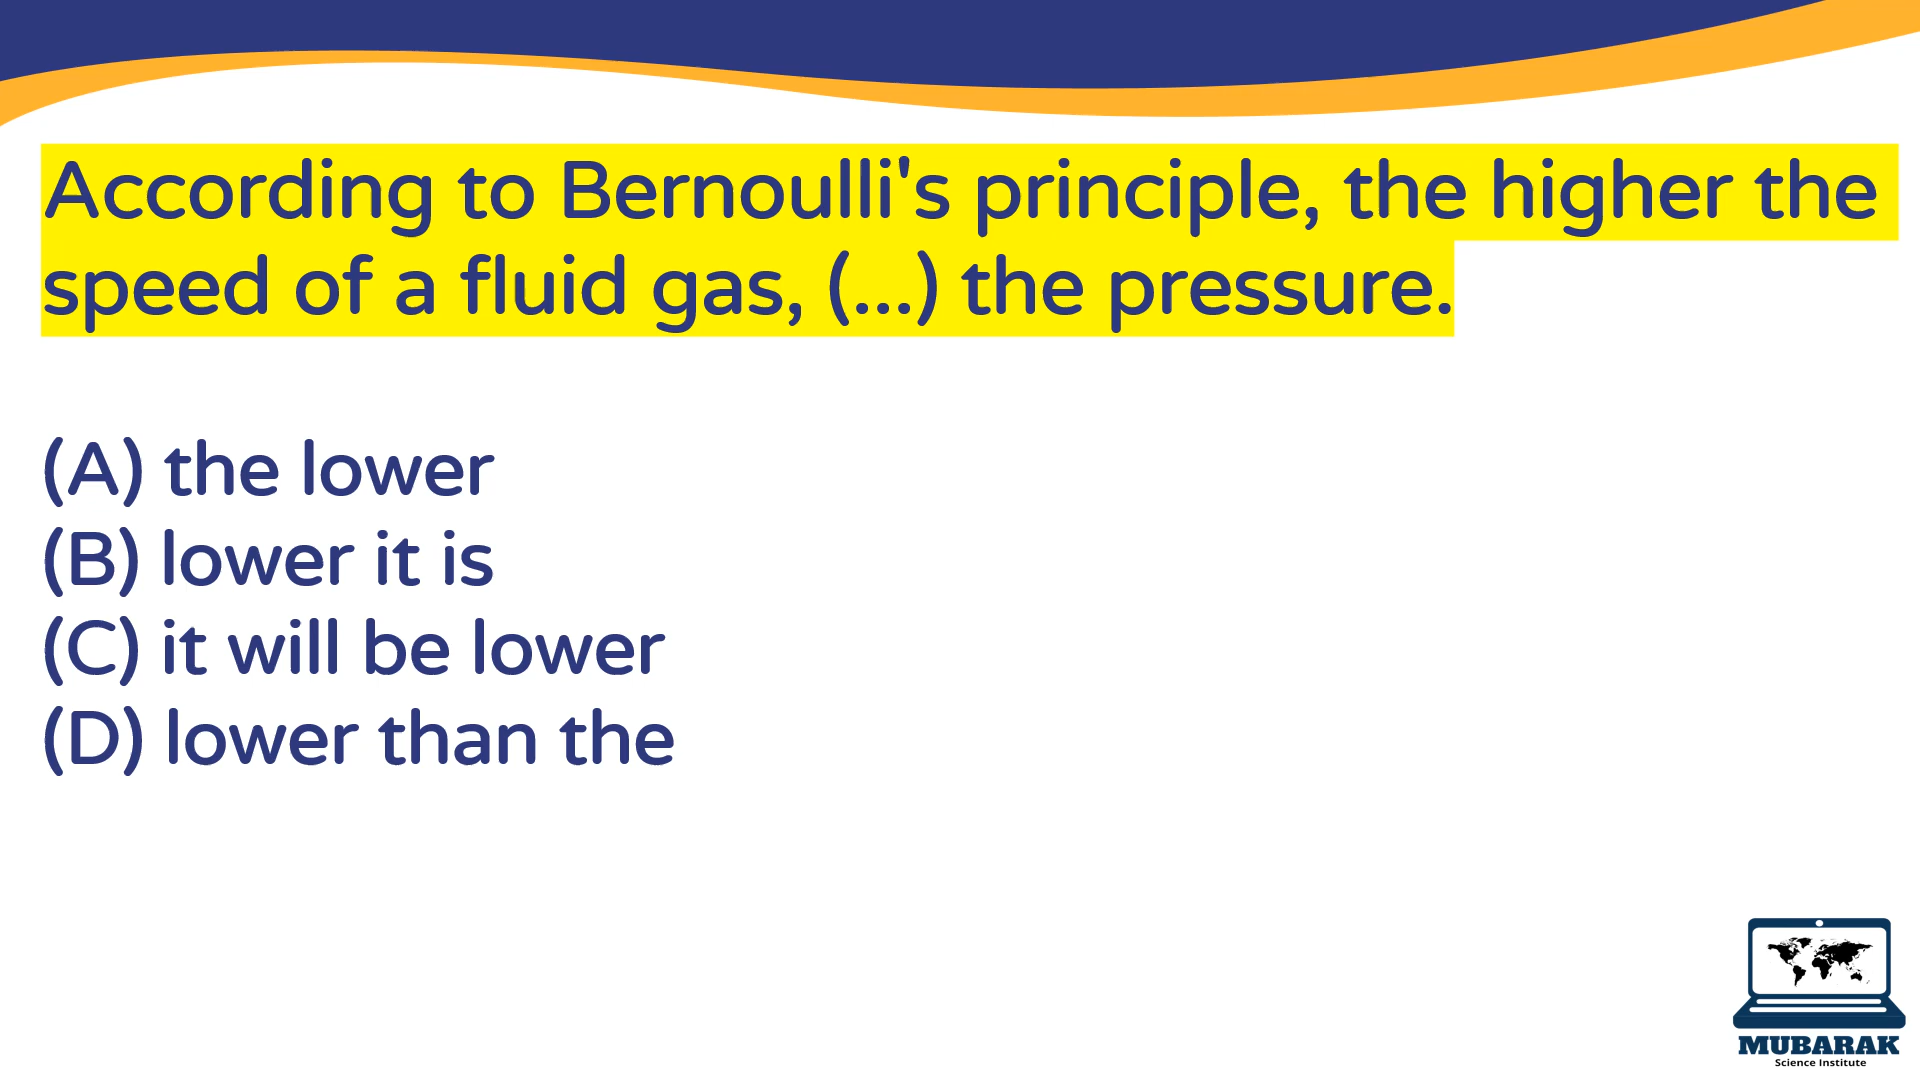 According to Bernoulli's principle, the higher the
speed of a fluid gas, (...) the pressure.
(A) the lower
(B) lower it is
(C) it will be lower
(D) lower than the
MUBARAK
Science Institute